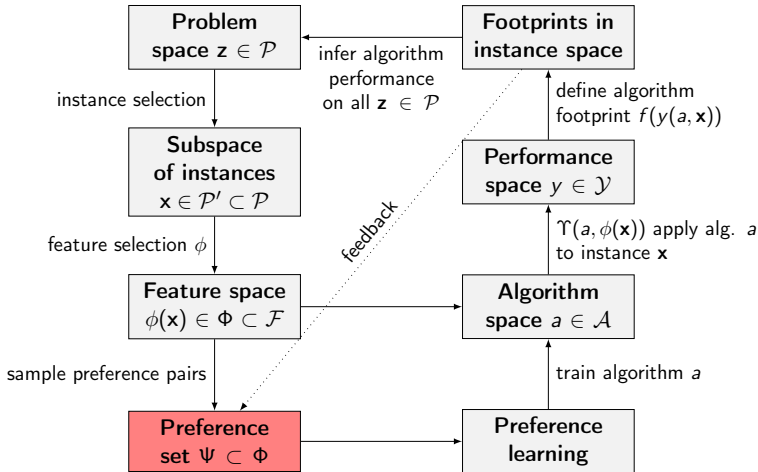 Problem
space z ∈ 𝒫
Footprints in
instance space
infer algorithm
performance
on all z ∈ 𝒫
instance selection
define algorithm
footprint f(y(a, x))
Subspace
of instances
x ∈ 𝒫′ ⊂ 𝒫
Performance
space y ∈ 𝒴
feedback
feature selection ϕ
ϒ(a, ϕ(x)) apply alg. a
to instance x
Feature space
ϕ(x) ∈ Φ ⊂ ℱ
Algorithm
space a ∈ 𝒜
sample preference pairs
train algorithm a
Preference
set Ψ ⊂ Φ
Preference
learning